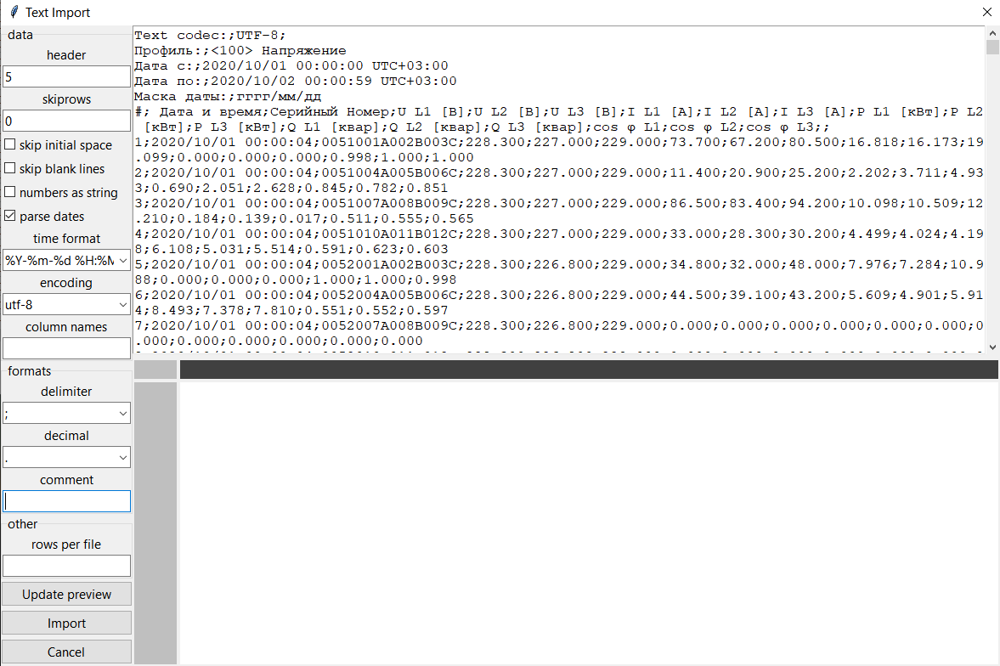 Text Import
data
header
5
skiprows
0
skip initial space
skip blank lines
numbers as string
parse dates
time format
%Y-%m-%d %H:%M
encoding
utf-8
column names
formats
delimiter
;
decimal
.
comment
other
rows per file
Update preview
Import
Cancel
Text codec:;UTF-8;
Профиль:;<100> Напряжение
Дата с:;2020/10/01 00:00:00 UTC+03:00
Дата по:;2020/10/02 00:00:59 UTC+03:00
Маска даты:;гггг/мм/дд
#; Дата и время;Серийный Номер;U L1 [В];U L2 [В];U L3 [В];I L1 [А];I L2 [А];I L3 [А];P L1 [кВт];P L2
[кВт];P L3 [кВт];Q L1 [квар];Q L2 [квар];Q L3 [квар];cos φ L1;cos φ L2;cos φ L3;;
1;2020/10/01 00:00:04;0051001A002B003C;228.300;227.000;229.000;73.700;67.200;80.500;16.818;16.173;19
.099;0.000;0.000;0.000;0.998;1.000;1.000
2;2020/10/01 00:00:04;0051004A005B006C;228.300;227.000;229.000;11.400;20.900;25.200;2.202;3.711;4.93
3;0.690;2.051;2.628;0.845;0.782;0.851
3;2020/10/01 00:00:04;0051007A008B009C;228.300;227.000;229.000;86.500;83.400;94.200;10.098;10.509;12
.210;0.184;0.139;0.017;0.511;0.555;0.565
4;2020/10/01 00:00:04;0051010A011B012C;228.300;227.000;229.000;33.000;28.300;30.200;4.499;4.024;4.19
8;6.108;5.031;5.514;0.591;0.623;0.603
5;2020/10/01 00:00:04;0052001A002B003C;228.300;226.800;229.000;34.800;32.000;48.000;7.976;7.284;10.9
88;0.000;0.000;0.000;1.000;1.000;0.998
6;2020/10/01 00:00:04;0052004A005B006C;228.300;226.800;229.000;44.500;39.100;43.200;5.609;4.901;5.91
4;8.493;7.378;7.810;0.551;0.552;0.597
7;2020/10/01 00:00:04;0052007A008B009C;228.300;226.800;229.000;0.000;0.000;0.000;0.000;0.000;0.000;0
.000;0.000;0.000;0.000;0.000;0.000